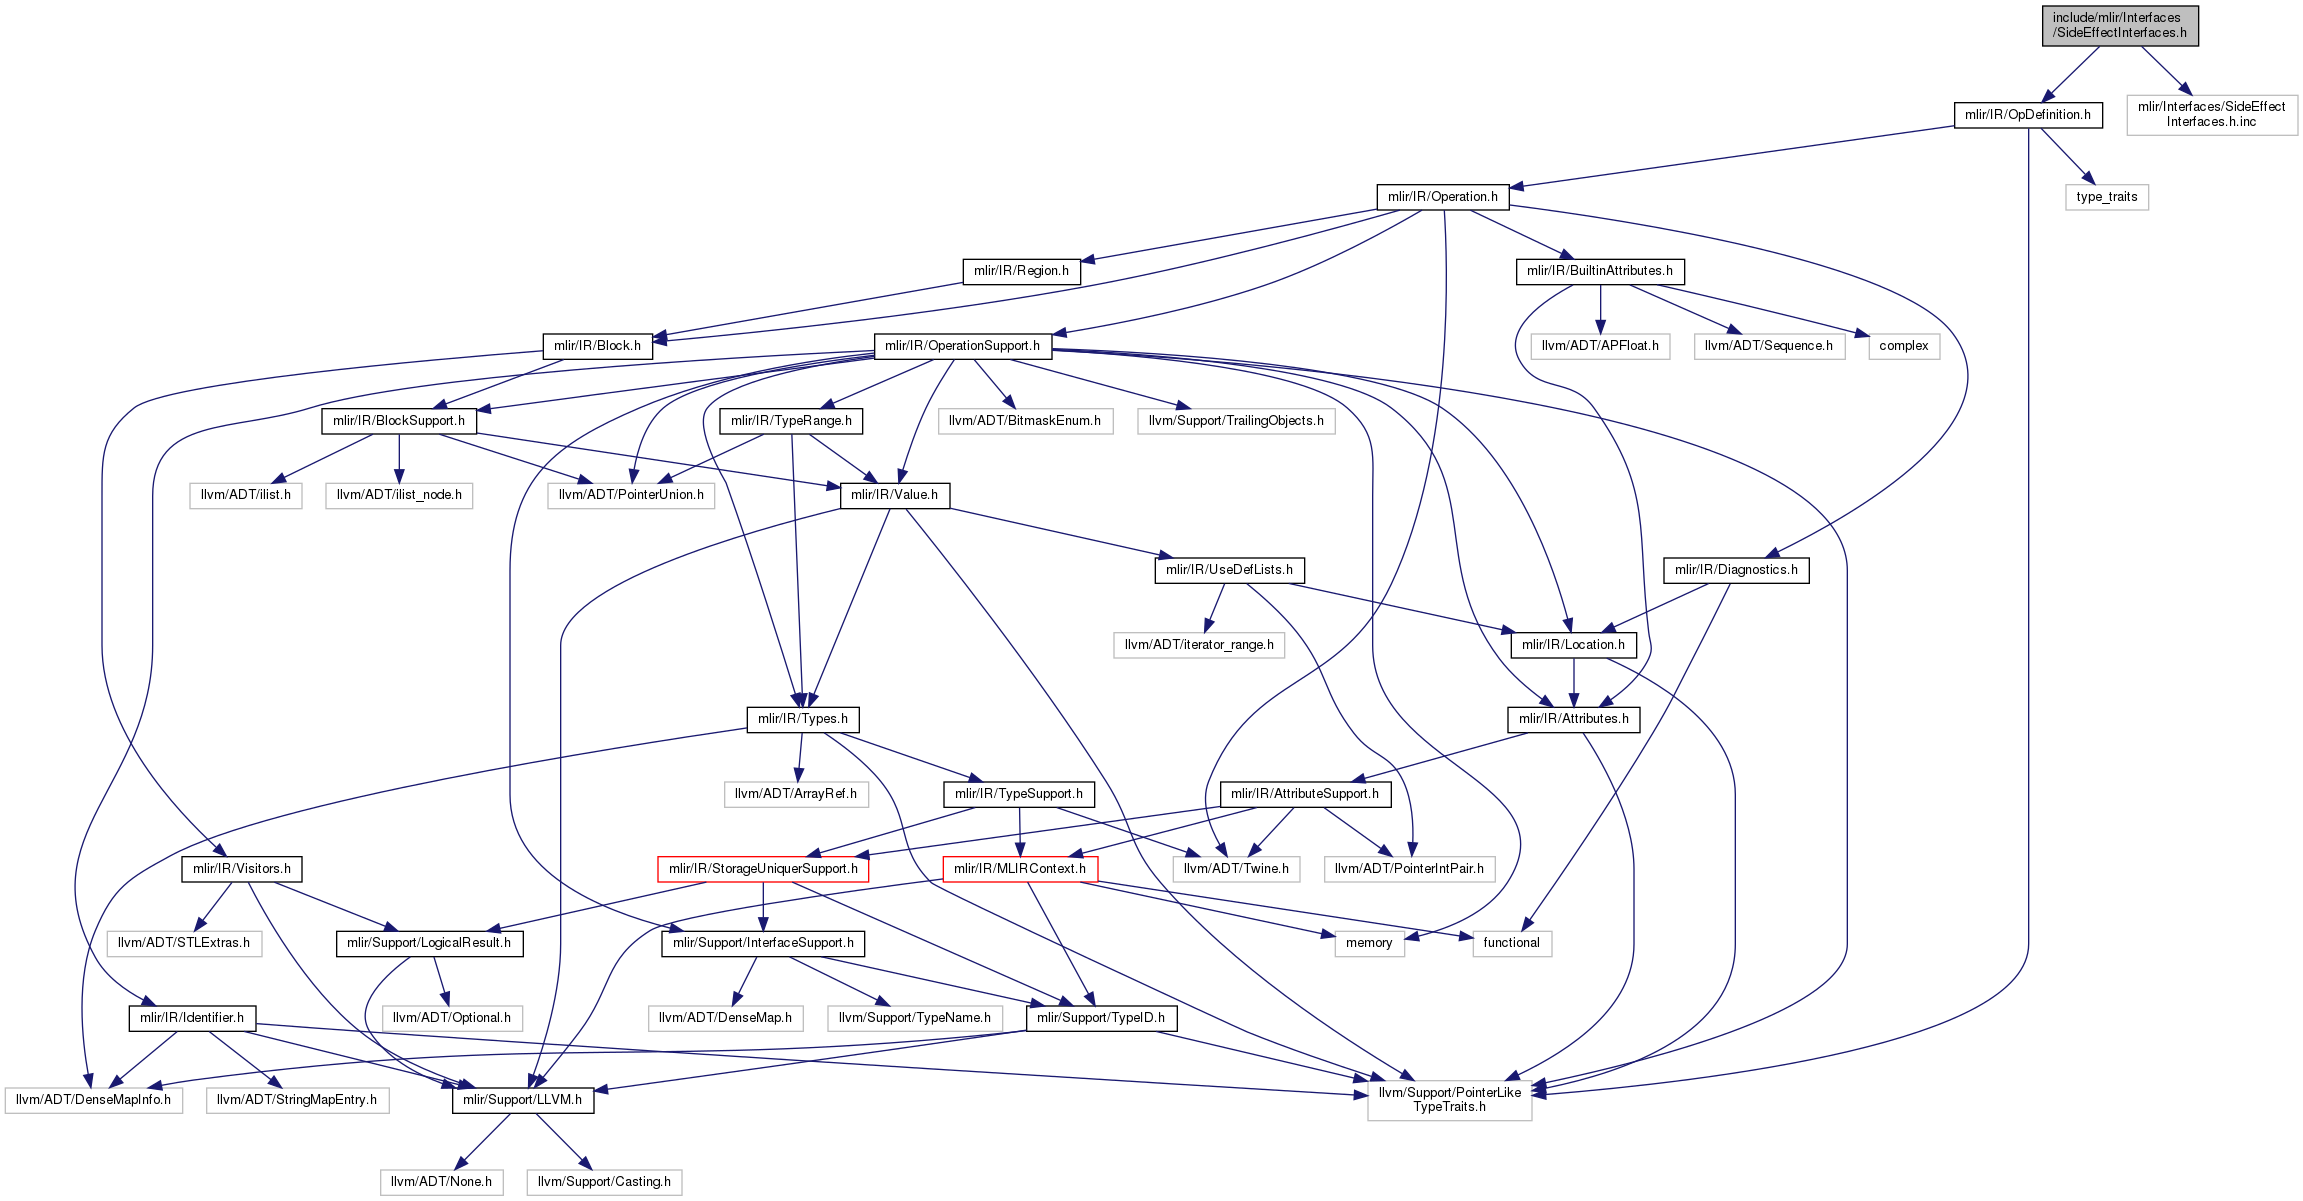 include/mlir/Interfaces
/SideEffectInterfaces.h
mlir/IR/OpDefinition.h
mlir/Interfaces/SideEffect
Interfaces.h.inc
mlir/IR/Operation.h
type_traits
mlir/IR/Region.h
mlir/IR/BuiltinAttributes.h
mlir/IR/Block.h
mlir/IR/OperationSupport.h
llvm/ADT/APFloat.h
llvm/ADT/Sequence.h
complex
mlir/IR/BlockSupport.h
mlir/IR/TypeRange.h
llvm/ADT/BitmaskEnum.h
llvm/Support/TrailingObjects.h
llvm/ADT/ilist.h
llvm/ADT/ilist_node.h
llvm/ADT/PointerUnion.h
mlir/IR/Value.h
mlir/IR/UseDefLists.h
mlir/IR/Diagnostics.h
llvm/ADT/iterator_range.h
mlir/IR/Location.h
mlir/IR/Types.h
mlir/IR/Attributes.h
llvm/ADT/ArrayRef.h
mlir/IR/TypeSupport.h
mlir/IR/AttributeSupport.h
mlir/IR/Visitors.h
mlir/IR/StorageUniquerSupport.h
mlir/IR/MLIRContext.h
llvm/ADT/Twine.h
llvm/ADT/PointerIntPair.h
llvm/ADT/STLExtras.h
mlir/Support/LogicalResult.h
mlir/Support/InterfaceSupport.h
memory
functional
mlir/IR/Identifier.h
llvm/ADT/Optional.h
llvm/ADT/DenseMap.h
llvm/Support/TypeName.h
mlir/Support/TypeID.h
llvm/ADT/DenseMapInfo.h
llvm/ADT/StringMapEntry.h
mlir/Support/LLVM.h
llvm/Support/PointerLike
TypeTraits.h
llvm/ADT/None.h
llvm/Support/Casting.h